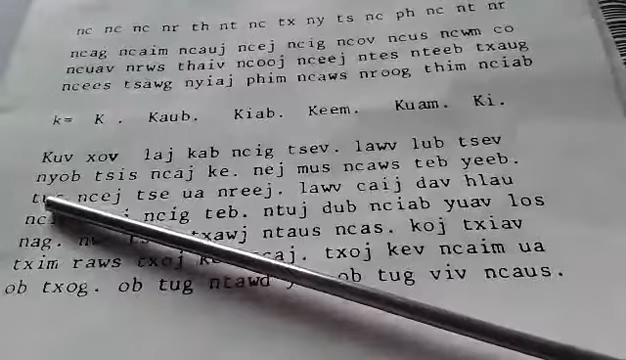 nc nc nc nr th nt nc tx ny ts nc ph nc nt nr
ncag ncaim ncauj ncej ncig ncov ncus ncwm co
ncuav nrws thaiv ncooj nceej ntes nteeb txaug
ncees tsawg nyiaj phim ncaws nroog thim nciab
k= K . Kaub. Kiab. Keem. Kuam. Ki.
Kuv xov laj kab ncig tsev. lawv lub tsev
nyob tsis ncaj ke. nej mus ncaws teb yeeb.
ncej tse ua nreej. lawv caij dav hlau
ncig teb. ntuj dub nciab yuav los
nag. txawj ntaus ncas. koj txiav
txim raws txoj txoj kev ncaim ua
ob txog. ob tug ntawd ob tug viv ncaus.